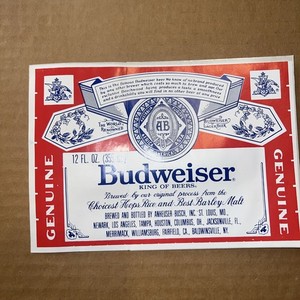 This is the famous Budweiser beer. We know of no brand produced
by any other brewer which costs so much to brew and age. Our
exclusive Beechwood Ageing produces a taste, a smoothness
and a drinkability you will find in no other beer at any price.
AB
12 FL. OZ.
Budweiser
KING OF BEERS.
Brewed by our original process from the
Choicest Hops, Rice and Best Barley Malt
BREWED AND BOTTLED BY ANHEUSER-BUSCH, INC. ST. LOUIS, MO.,
NEWARK, LOS ANGELES, TAMPA, HOUSTON, COLUMBUS, OH, JACKSONVILLE, FL.,
MERRIMACK, WILLIAMSBURG, FAIRFIELD, CA., BALDWINSVILLE, NY.
GENUINE
GENUINE